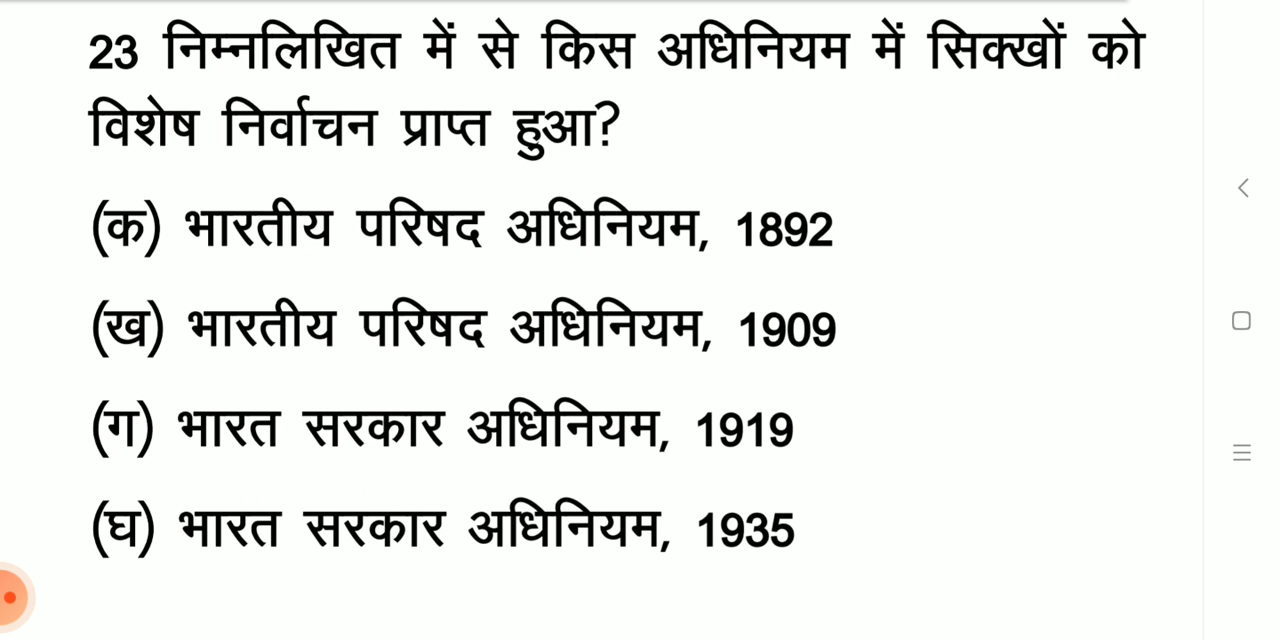 23 निम्नलिखित में से किस अधिनियम में सिक्खों को
विशेष निर्वाचन प्राप्त हुआ?
(क) भारतीय परिषद अधिनियम, 1892
(ख) भारतीय परिषद अधिनियम, 1909
(ग) भारत सरकार अधिनियम, 1919
(घ) भारत सरकार अधिनियम, 1935